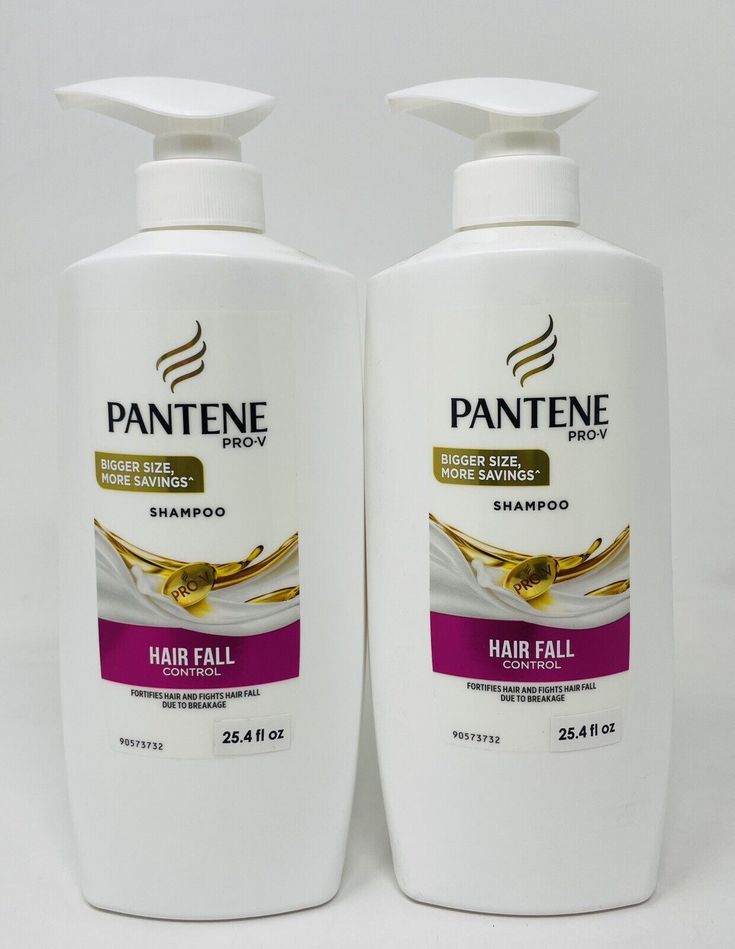 PANTENE
PRO-V
BIGGER SIZE,
MORE SAVINGS^
SHAMPOO
PRO-V
HAIR FALL
CONTROL
FORTIFIES HAIR AND FIGHTS HAIR FALL
DUE TO BREAKAGE
90573732
25.4 fl oz
PANTENE
PRO-V
BIGGER SIZE,
MORE SAVINGS^
SHAMPOO
PRO-V
HAIR FALL
CONTROL
FORTIFIES HAIR AND FIGHTS HAIR FALL
DUE TO BREAKAGE
90573732
25.4 fl oz